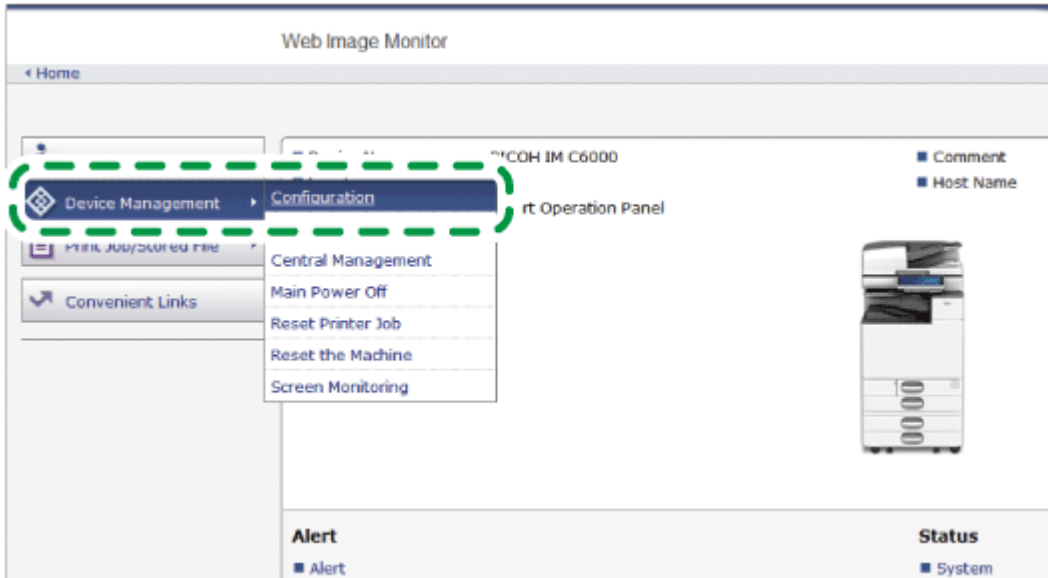 Web Image Monitor
Home
RICOH IM C6000
Comment
Host Name
Device Management
Configuration
rt Operation Panel
Print Job/Stored File
Central Management
Convenient Links
Main Power Off
Reset Printer Job
Reset the Machine
Screen Monitoring
Alert
Status
Alert
System